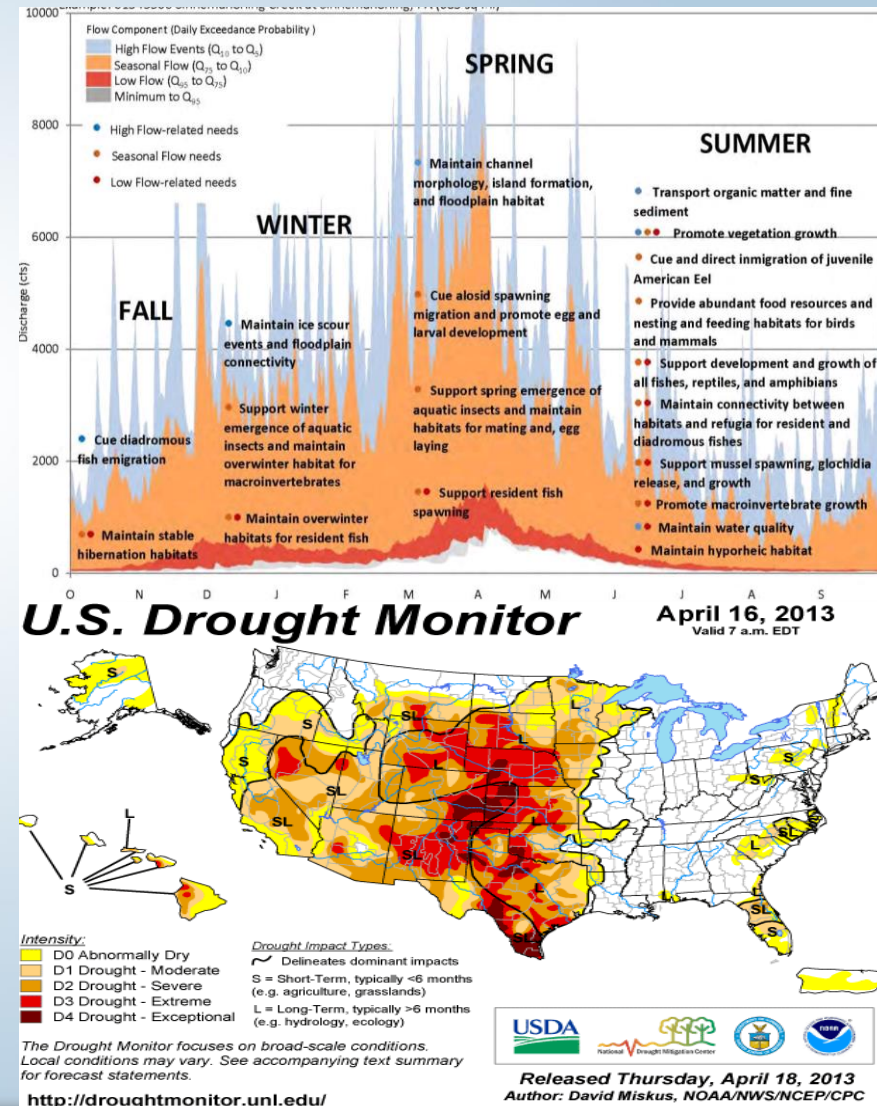 10000
Flow Component (Daily Exceedance Probability )
High Flow Events (Q10 to Q5)
Seasonal Flow (Q75 to Q10)
Low Flow (Q95 to Q75)
Minimum to Q95
High Flow-related needs
Seasonal Flow needs
Low Flow-related needs
8000
6000
4000
2000
0
Discharge (cfs)
FALL
Cue diadromous
fish emigration
Maintain stable
hibernation habitats
WINTER
Maintain ice scour
events and floodplain
connectivity
Support winter
emergence of aquatic
insects and maintain
overwinter habitat for
macroinvertebrates
Maintain overwinter
habitats for resident fish
SPRING
Maintain channel
morphology, island formation,
and floodplain habitat
Cue alosid spawning
migration and promote egg and
larval development
Support spring emergence of
aquatic insects and maintain
habitats for mating and, egg
laying
Support resident fish
spawning
SUMMER
Transport organic matter and fine
sediment
Promote vegetation growth
Cue and direct inmigration of juvenile
American Eel
Provide abundant food resources and
nesting and feeding habitats for birds
and mammals
Support development and growth of
all fishes, reptiles, and amphibians
Maintain connectivity between
habitats and refugia for resident and
diadromous fishes
Support mussel spawning, glochidia
release, and growth
Promote macroinvertebrate growth
Maintain water quality
Maintain hyporheic habitat
O N D J F M A M J J A S
U.S. Drought Monitor
April 16, 2013
Valid 7 a.m. EDT
S
S
S
SL
SL
SL
L
L
L
SL
L
L
SL
S
S
L
SL
L
L
SL
S
L
S
Intensity:
D0 Abnormally Dry
D1 Drought - Moderate
D2 Drought - Severe
D3 Drought - Extreme
D4 Drought - Exceptional
Drought Impact Types:
Delineates dominant impacts
S = Short-Term, typically <6 months
(e.g. agriculture, grasslands)
L = Long-Term, typically >6 months
(e.g. hydrology, ecology)
The Drought Monitor focuses on broad-scale conditions.
Local conditions may vary. See accompanying text summary
for forecast statements.
http://droughtmonitor.unl.edu/
USDA
National Drought Mitigation Center
NOAA
Released Thursday, April 18, 2013
Author: David Miskus, NOAA/NWS/NCEP/CPC